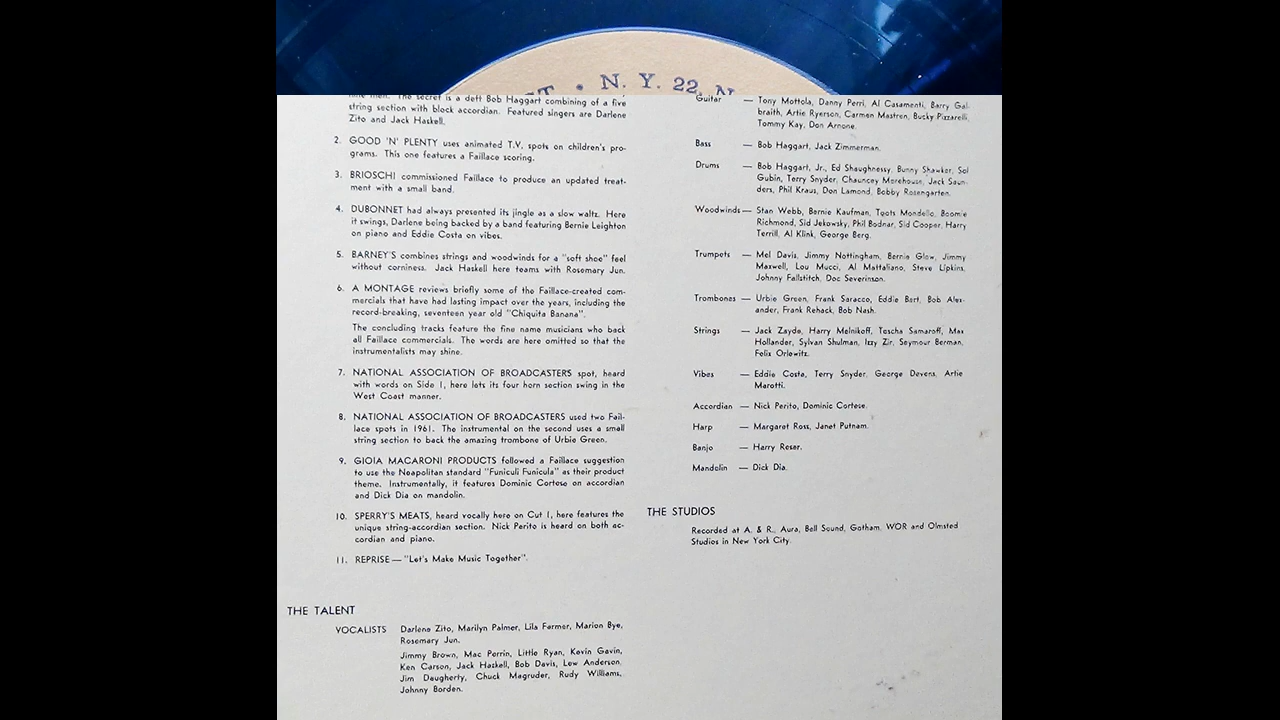 • N. Y. 22, N
string section with block accordian. Featured singers are Darlene
Zito and Jack Haskell.
2. GOOD 'N' PLENTY uses animated T.V. spots on children's pro-
grams. This one features a Faillace scoring.
3. BRIOSCHI commissioned Faillace to produce an updated treat-
ment with a small band.
4. DUBONNET had always presented its jingle as a slow waltz. Here
it swings, Darlene being backed by a band featuring Bernie Leighton
on piano and Eddie Costa on vibes.
5. BARNEY'S combines strings and woodwinds for a "soft shoe" feel
without corniness. Jack Haskell here teams with Rosemary Jun.
6. A MONTAGE reviews briefly some of the Faillace-created com-
mercials that have had lasting impact over the years, including the
record-breaking, seventeen year old "Chiquita Banana".
The concluding tracks feature the fine name musicians who back
all Faillace commercials. The words are here omitted so that the
instrumentalists may shine.
7. NATIONAL ASSOCIATION OF BROADCASTERS spot, heard
with words on Side 1, here lets its four horn section swing in the
West Coast manner.
8. NATIONAL ASSOCIATION OF BROADCASTERS used two Fail-
lace spots in 1961. The instrumental on the second uses a small
string section to back the amazing trombone of Urbie Green.
9. GIOIA MACARONI PRODUCTS followed a Faillace suggestion
to use the Neapolitan standard "Funiculi Funicula" as their product
theme. Instrumentally, it features Dominic Cortese on accordian
and Dick Dia on mandolin.
10. SPERRY'S MEATS, heard vocally here on Cut 1, here features the
unique string-accordian section. Nick Perito is heard on both ac-
cordian and piano.
11. REPRISE — "Let's Make Music Together".
THE TALENT
VOCALISTS Darlene Zito, Marilyn Palmer, Lila Farmer, Marion Bye,
Rosemary Jun.
Jimmy Brown, Mac Perrin, Little Ryan, Kevin Gavin,
Ken Carson, Jack Haskell, Bob Davis, Lew Anderson,
Jim Daugherty, Chuck Magruder, Rudy Williams,
Johnny Borden.
Guitar — Tony Mottola, Danny Perri, Al Casamenti, Barry Gal-
braith, Artie Ryerson, Carmen Mastren, Bucky Pizzarelli,
Tommy Kay, Don Arnone.
Bass — Bob Haggart, Jack Zimmerman.
Drums — Bob Haggart, Jr., Ed Shaughnessy, Bunny Shawker, Sol
Gubin, Terry Snyder, Chauncey Morehouse, Jack Saun-
ders, Phil Kraus, Don Lamond, Bobby Rosengarten.
Woodwinds — Stan Webb, Bernie Kaufman, Toots Mondello, Boomie
Richmond, Sid Jekowsky, Phil Bodnar, Sid Cooper, Harry
Terrill, Al Klink, George Berg.
Trumpets — Mel Davis, Jimmy Nottingham, Bernie Glow, Jimmy
Maxwell, Lou Mucci, Al Mattaliano, Steve Lipkins,
Johnny Fallstitch, Doc Severinson.
Trombones — Urbie Green, Frank Saracco, Eddie Bert, Bob Alex-
ander, Frank Rehack, Bob Nash.
Strings — Jack Zayde, Harry Melnikoff, Toscha Samaroff, Max
Hollander, Sylvan Shulman, Izzy Zir, Seymour Berman,
Felix Orlewitz.
Vibes — Eddie Costa, Terry Snyder, George Devens, Artie
Marotti.
Accordian — Nick Perito, Dominic Cortese.
Harp — Margaret Ross, Janet Putnam.
Banjo — Harry Reser.
Mandolin — Dick Dia.
THE STUDIOS
Recorded at A. & R., Aura, Bell Sound, Gotham, WOR and Olmsted
Studios in New York City.